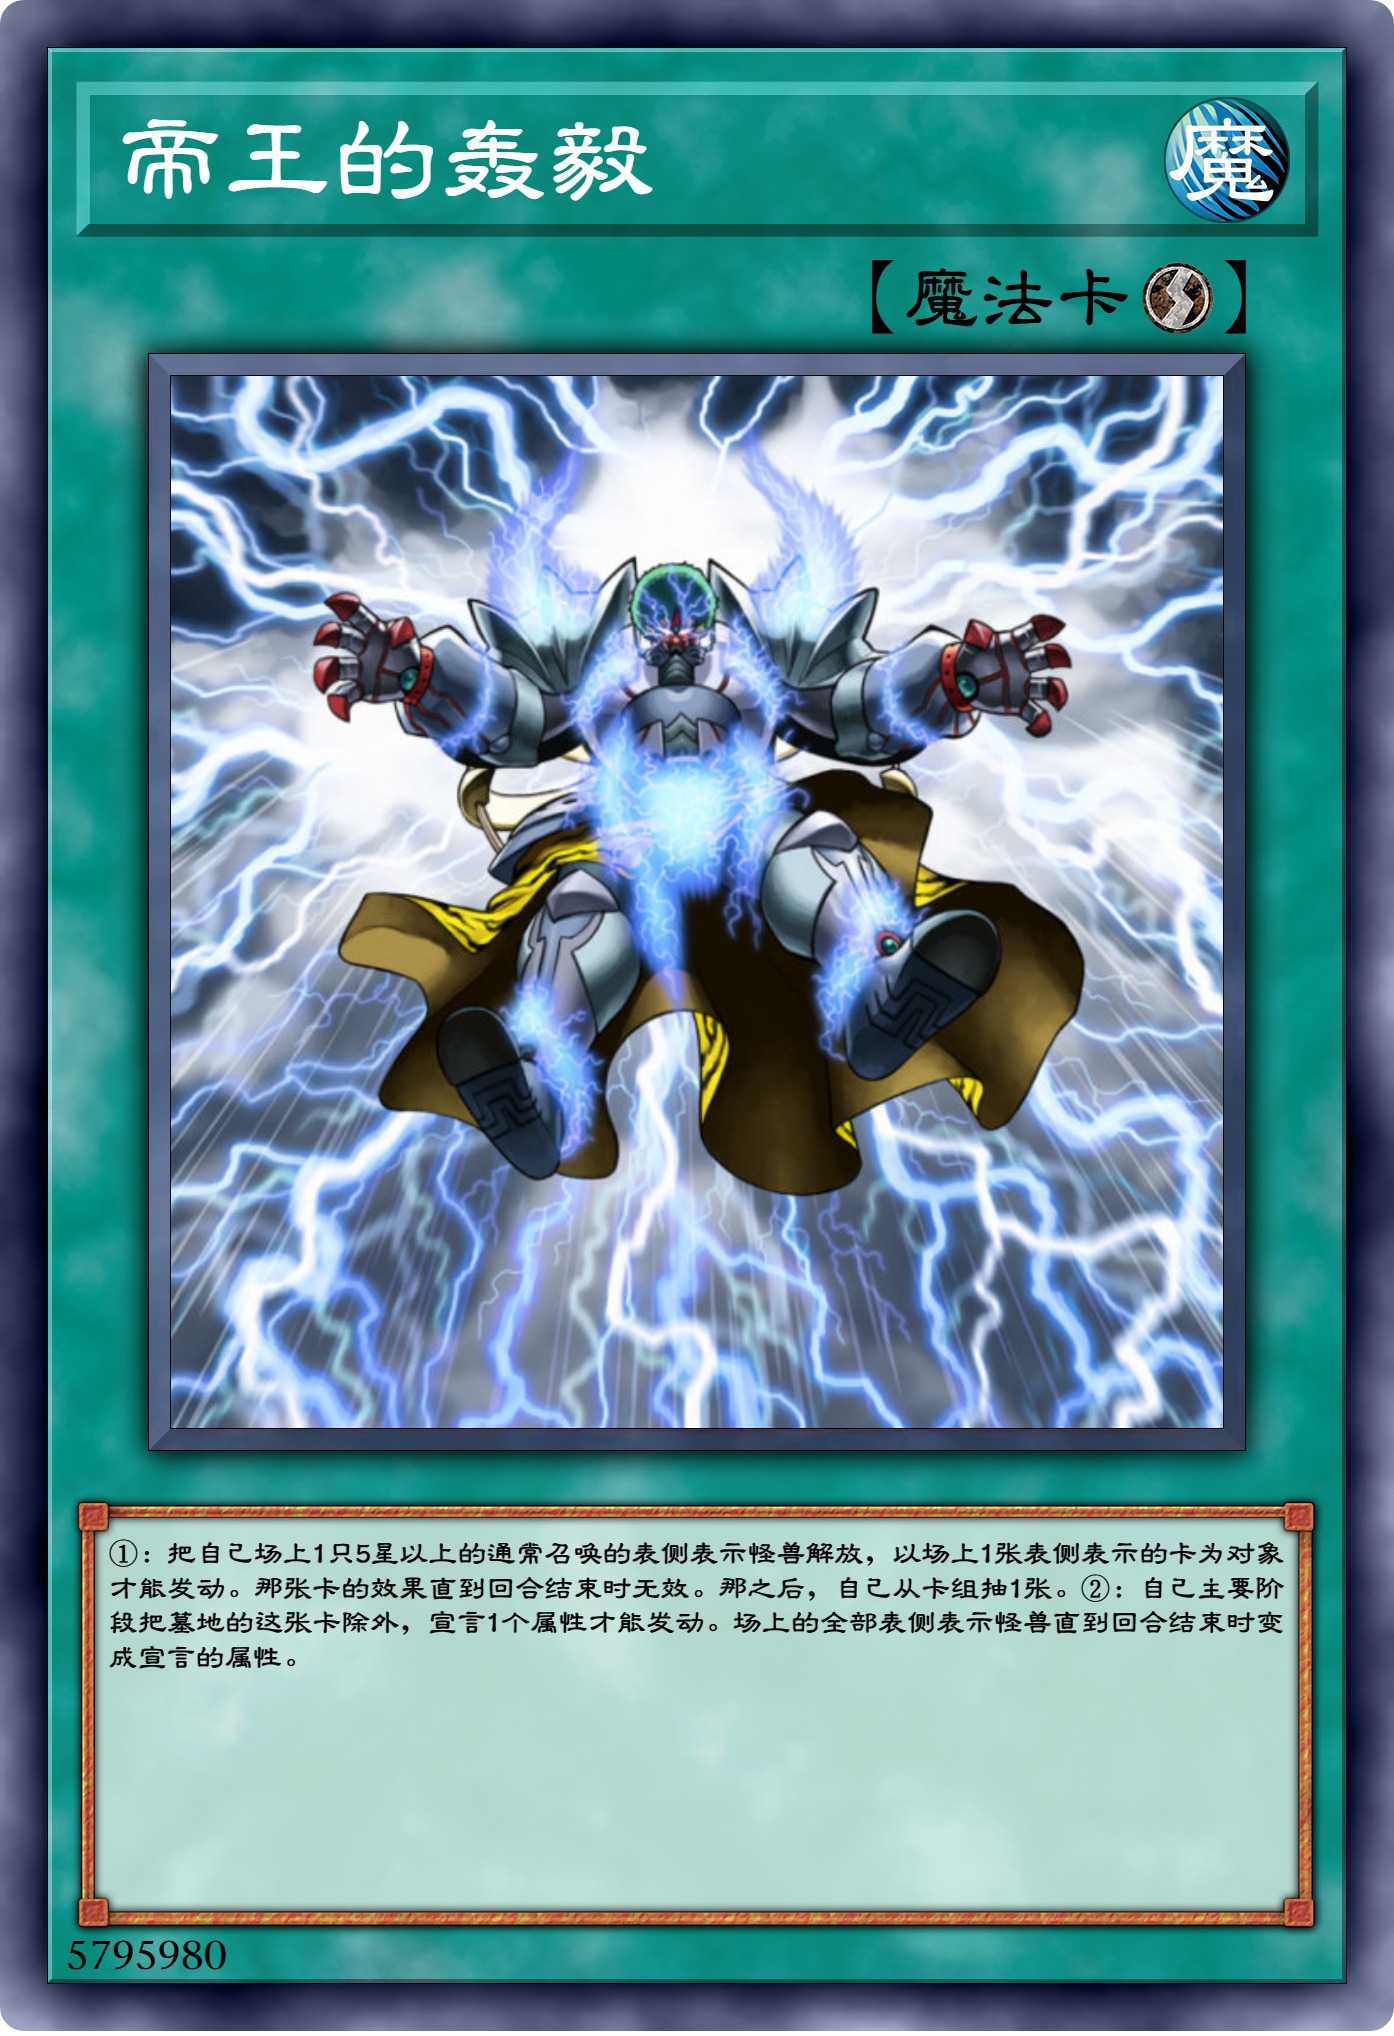 帝王的轰毅
魔
【魔法卡】
①：把自己场上1只5星以上的通常召唤的表侧表示怪兽解放，以场上1张表侧表示的卡为对象
才能发动。那张卡的效果直到回合结束时无效。那之后，自己从卡组抽1张。②：自己主要阶
段把墓地的这张卡除外，宣言1个属性才能发动。场上的全部表侧表示怪兽直到回合结束时变
成宣言的属性。
5795980